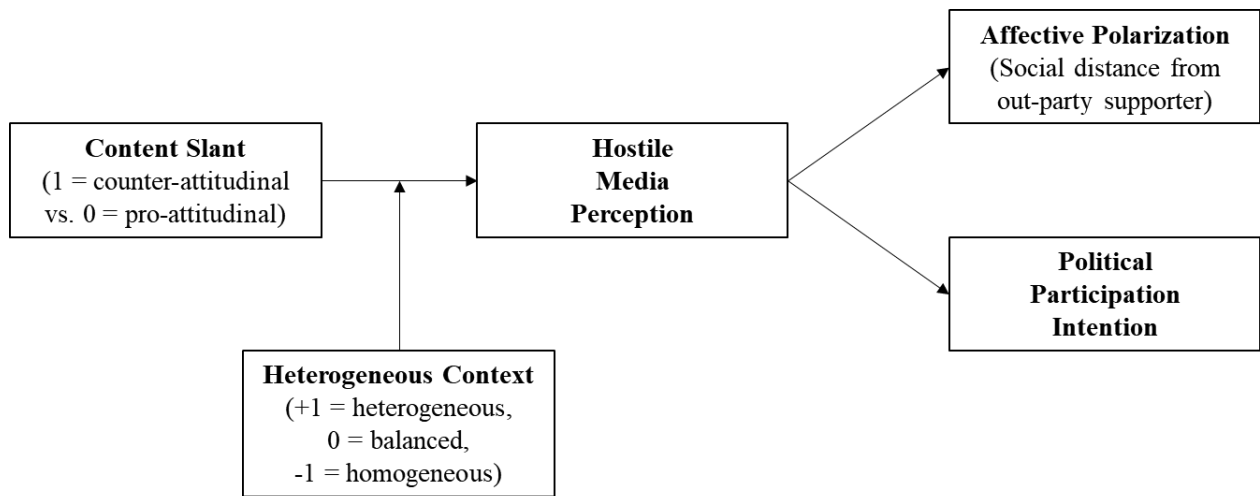 Content Slant
(1 = counter-attitudinal
vs. 0 = pro-attitudinal)
Heterogeneous Context
(+1 = heterogeneous,
0 = balanced,
-1 = homogeneous)
Hostile
Media
Perception
Affective Polarization
(Social distance from
out-party supporter)
Political
Participation
Intention